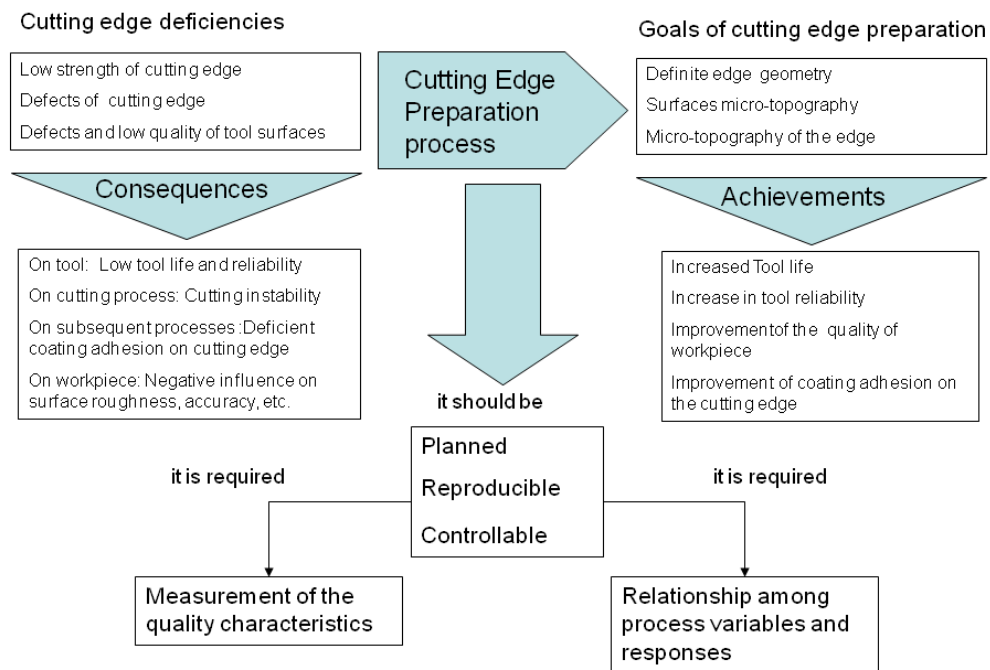 Cutting edge deficiencies
Low strength of cutting edge
Defects of cutting edge
Defects and low quality of tool surfaces
Consequences
On tool: Low tool life and reliability
On cutting process: Cutting instability
On subsequent processes :Deficient
coating adhesion on cutting edge
On workpiece: Negative influence on
surface roughness, accuracy, etc.
Cutting Edge
Preparation
process
Goals of cutting edge preparation
Definite edge geometry
Surfaces micro-topography
Micro-topography of the edge
Achievements
Increased Tool life
Increase in tool reliability
Improvementof the quality of
workpiece
Improvement of coating adhesion on
the cutting edge
it should be
Planned
Reproducible
Controllable
it is required
Measurement of the
quality characteristics
it is required
Relationship among
process variables and
responses